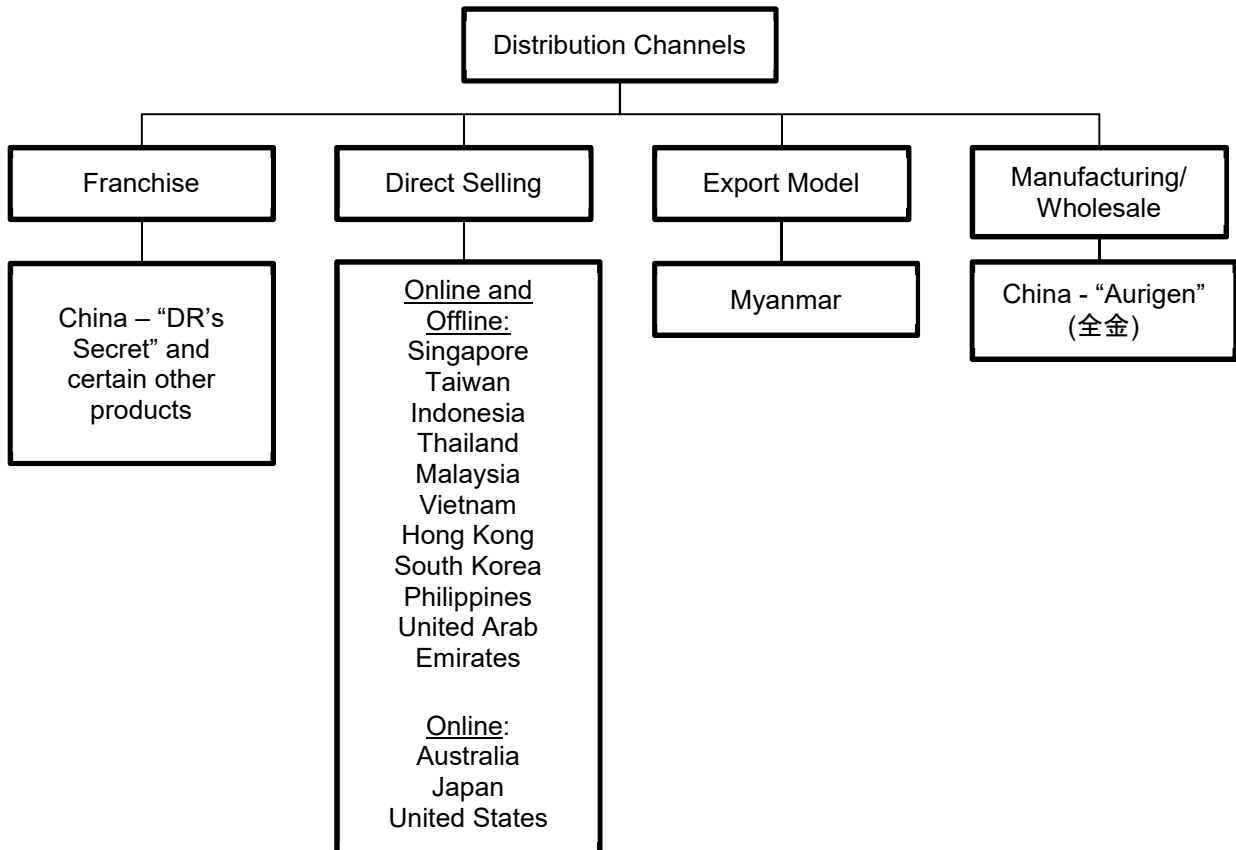 Distribution Channels
Franchise
Direct Selling
Export Model
Manufacturing/
Wholesale
China – “DR’s
Secret” and
certain other
products
Online and
Offline:
Singapore
Taiwan
Indonesia
Thailand
Malaysia
Vietnam
Hong Kong
South Korea
Philippines
United Arab
Emirates
Online:
Australia
Japan
United States
Myanmar
China - “Aurigen”
(全金)